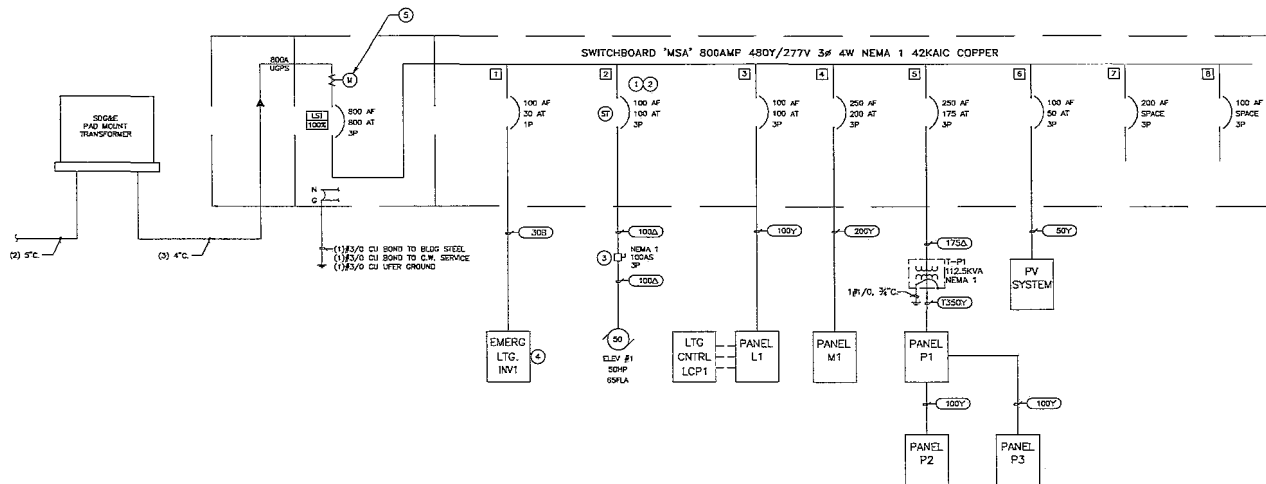 5
SWITCHBOARD "MSA" 800AMP 480Y/277V 3ø 4W NEMA 1 42KAIC COPPER
800A
UGPS
M
LSI
100%
800 AF
800 AT
3P
SDG&E
PAD MOUNT
TRANSFORMER
1
100 AF
30 AT
1P
2
1 2
ST
100 AF
100 AT
3P
3
100 AF
100 AT
3P
4
250 AF
200 AT
3P
5
250 AF
175 AT
3P
6
100 AF
50 AT
3P
7
200 AF
SPACE
3P
8
100 AF
SPACE
3P
N
G
(2) 5"C.
(3) 4"C.
(1)#3/0 CU BOND TO BLDG STEEL
(1)#3/0 CU BOND TO C.W. SERVICE
(1)#3/0 CU UFER GROUND
30B
100Δ
3
NEMA 1
100AS
3P
100Δ
100Y
200Y
175Δ
50Y
T-P1
112.5KVA
NEMA 1
1#1/0, ¾"C.
T350Y
PV
SYSTEM
EMERG
LTG.
INV1
4
50
ELEV #1
50HP
65FLA
LTG
CNTRL
LCP1
PANEL
L1
PANEL
M1
PANEL
P1
100Y
100Y
PANEL
P2
PANEL
P3